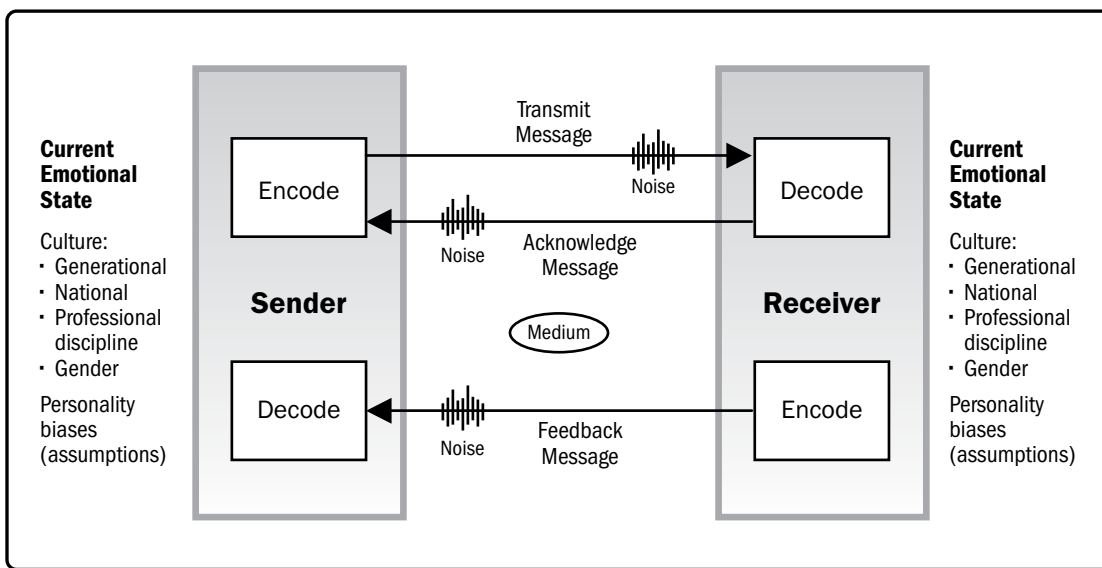 Current
Emotional
State
Culture:
· Generational
· National
· Professional
discipline
· Gender
Personality
biases
(assumptions)
Sender
Encode
Decode
Transmit
Message
Noise
Noise
Acknowledge
Message
Medium
Noise
Feedback
Message
Receiver
Decode
Encode
Current
Emotional
State
Culture:
· Generational
· National
· Professional
discipline
· Gender
Personality
biases
(assumptions)